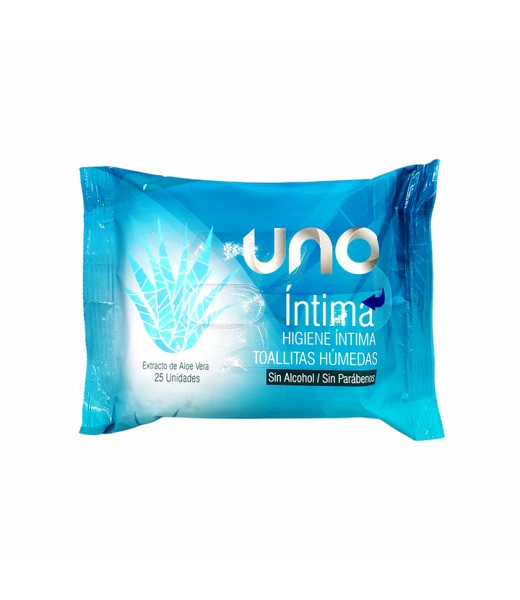 uno
Íntima
HIGIENE ÍNTIMA
TOALLITAS HÚMEDAS
Sin Alcohol / Sin Parábenos
Extracto de Aloe Vera
25 Unidades